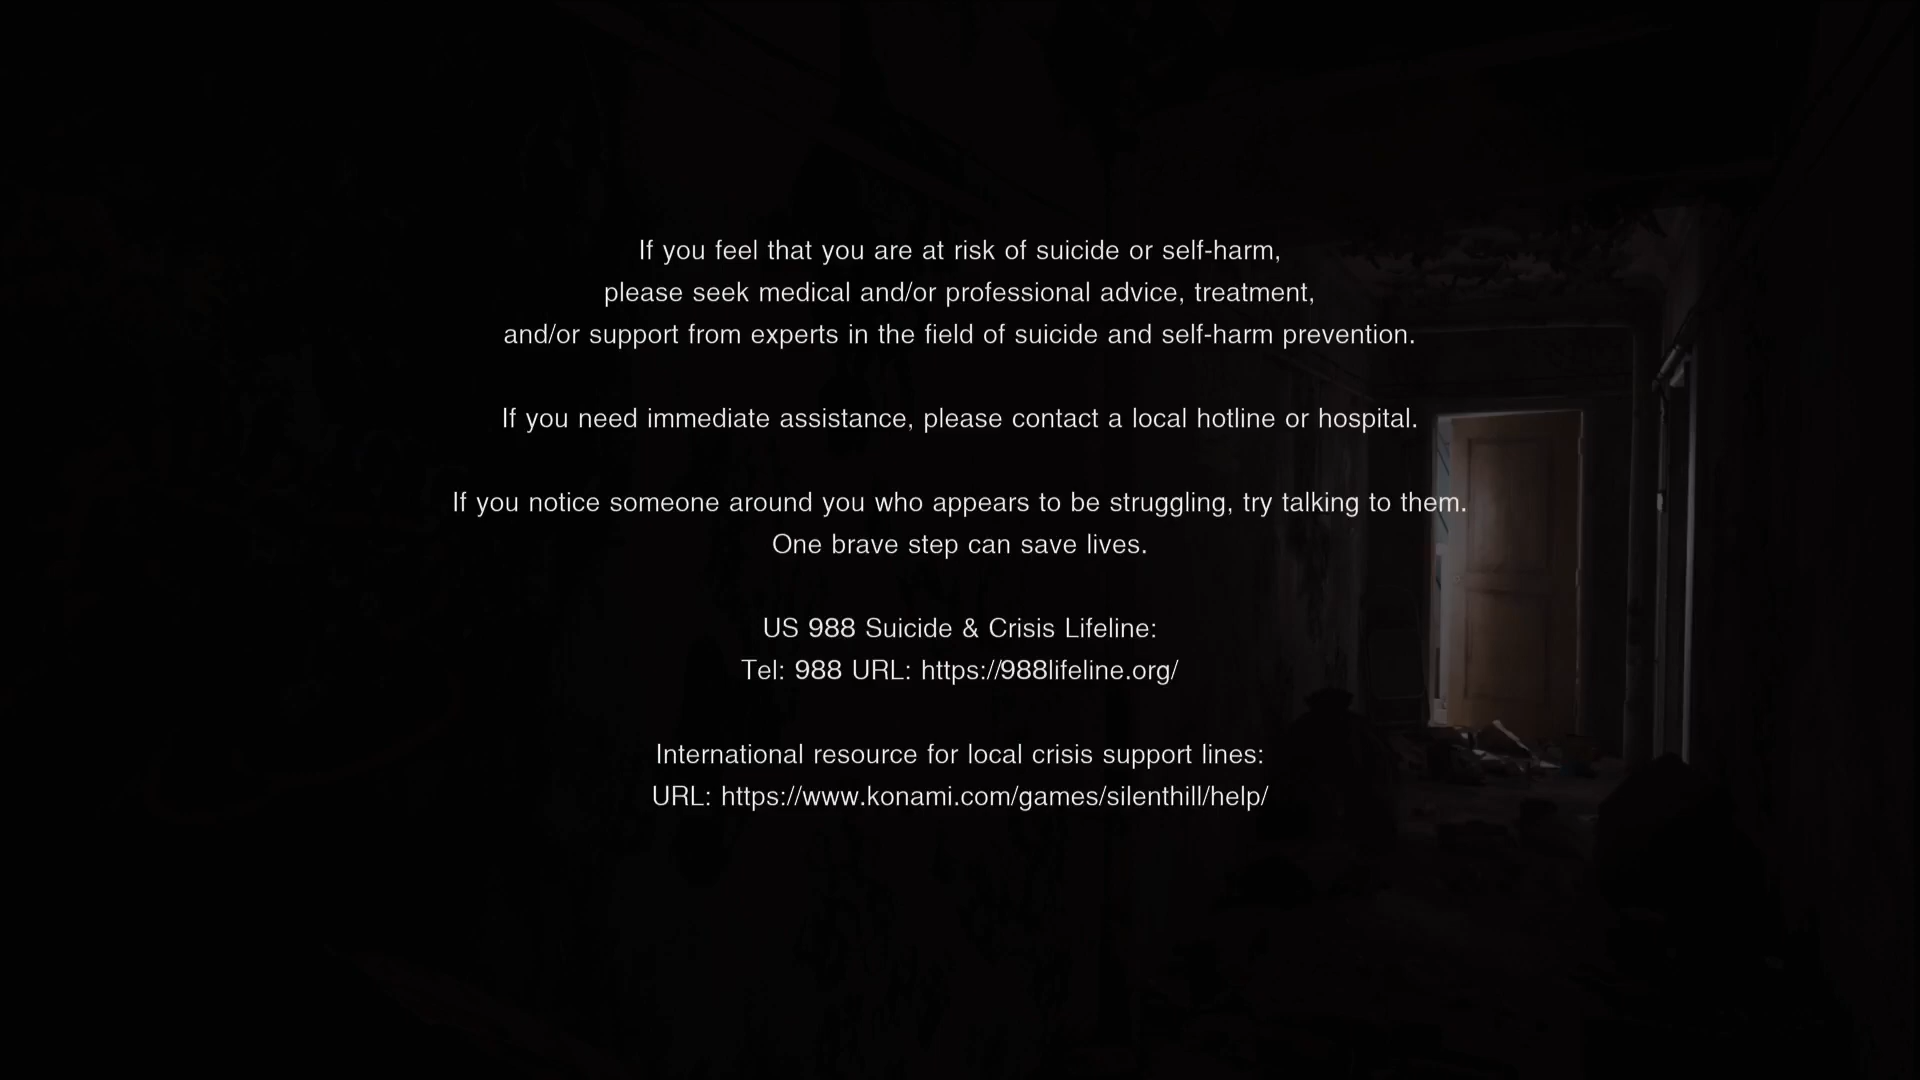 If you feel that you are at risk of suicide or self-harm,
please seek medical and/or professional advice, treatment,
and/or support from experts in the field of suicide and self-harm prevention.
If you need immediate assistance, please contact a local hotline or hospital.
If you notice someone around you who appears to be struggling, try talking to them.
One brave step can save lives.
US 988 Suicide & Crisis Lifeline:
Tel: 988 URL: https://988lifeline.org/
International resource for local crisis support lines:
URL: https://www.konami.com/games/silenthill/help/